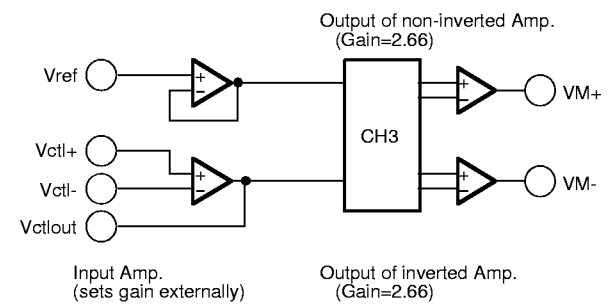 Output of non-inverted Amp.
(Gain=2.66)
Vref
+
−
+
−
VM+
Vctl+
CH3
Vctl-
+
−
+
−
VM-
Vctlout
Input Amp.
(sets gain externally)
Output of inverted Amp.
(Gain=2.66)